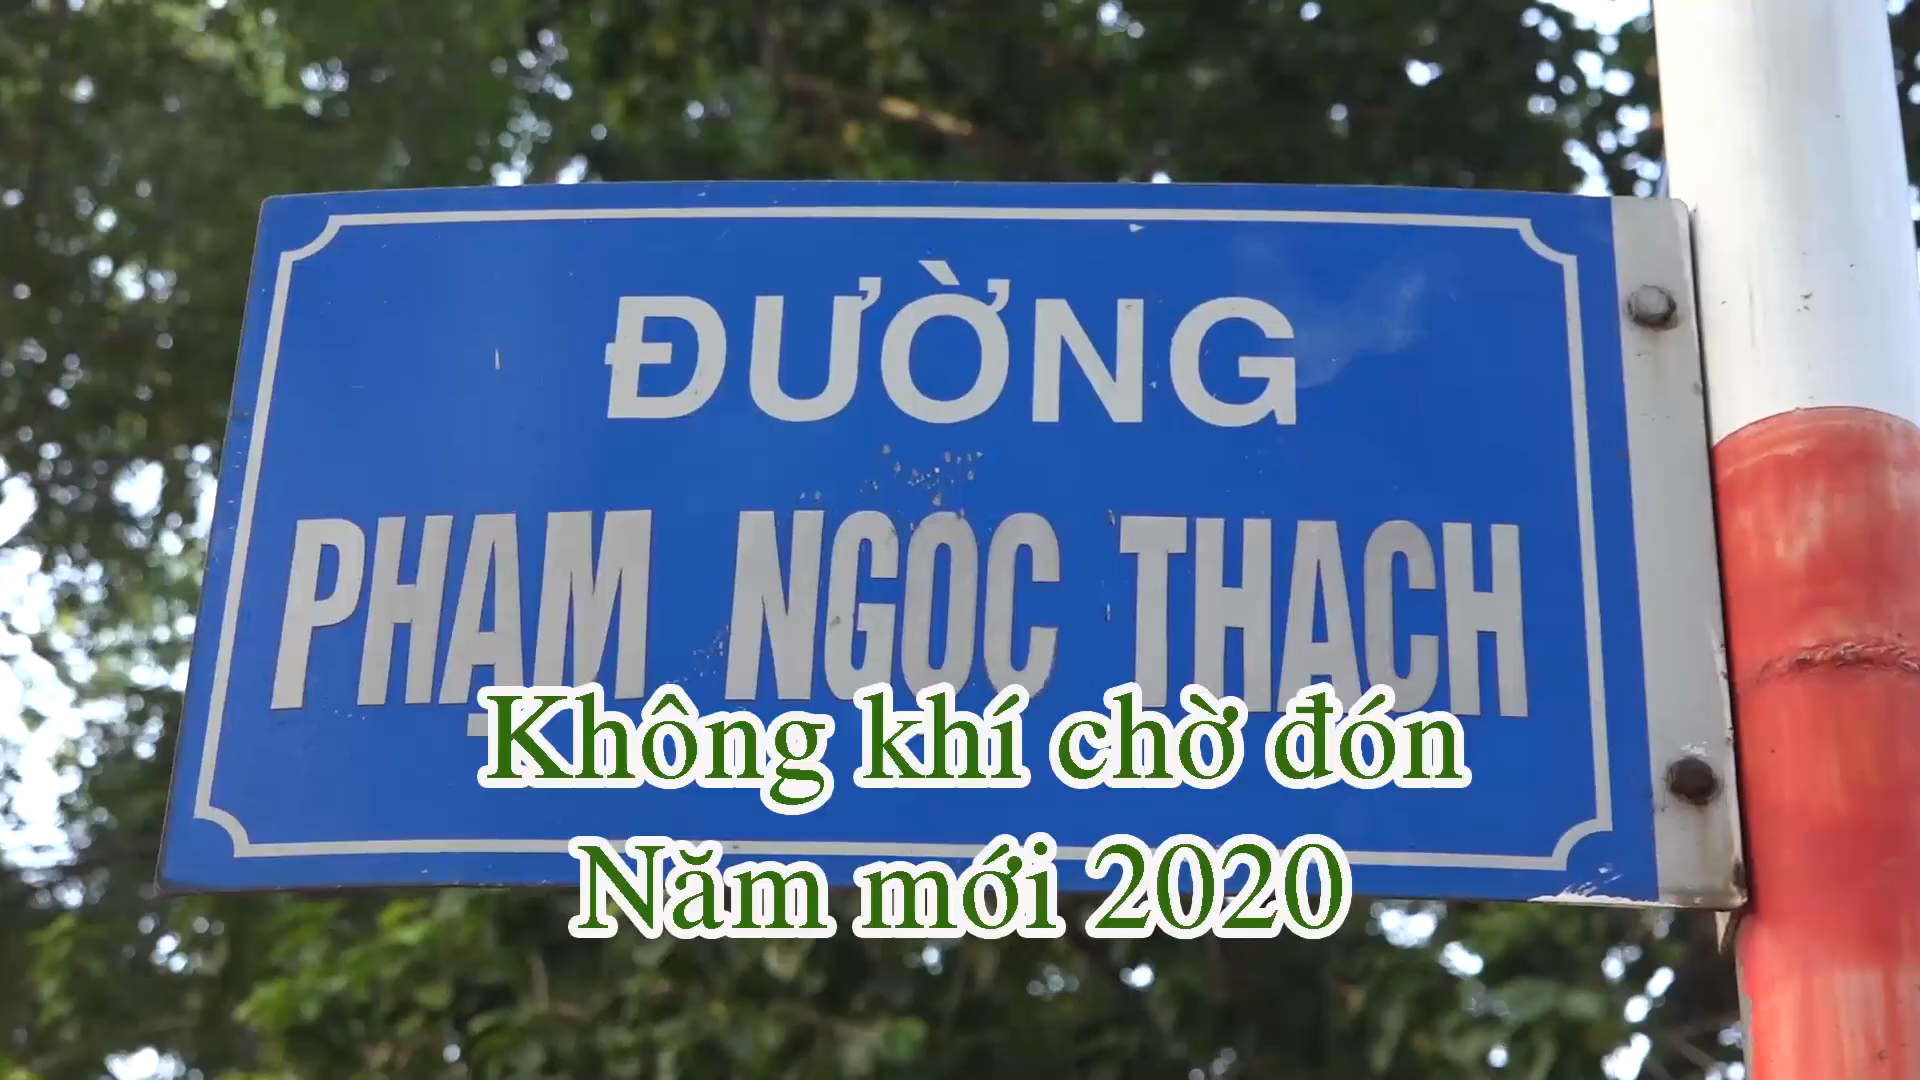 ĐƯỜNG
PHẠM NGỌC THẠCH
Không khí chờ đón
Năm mới 2020